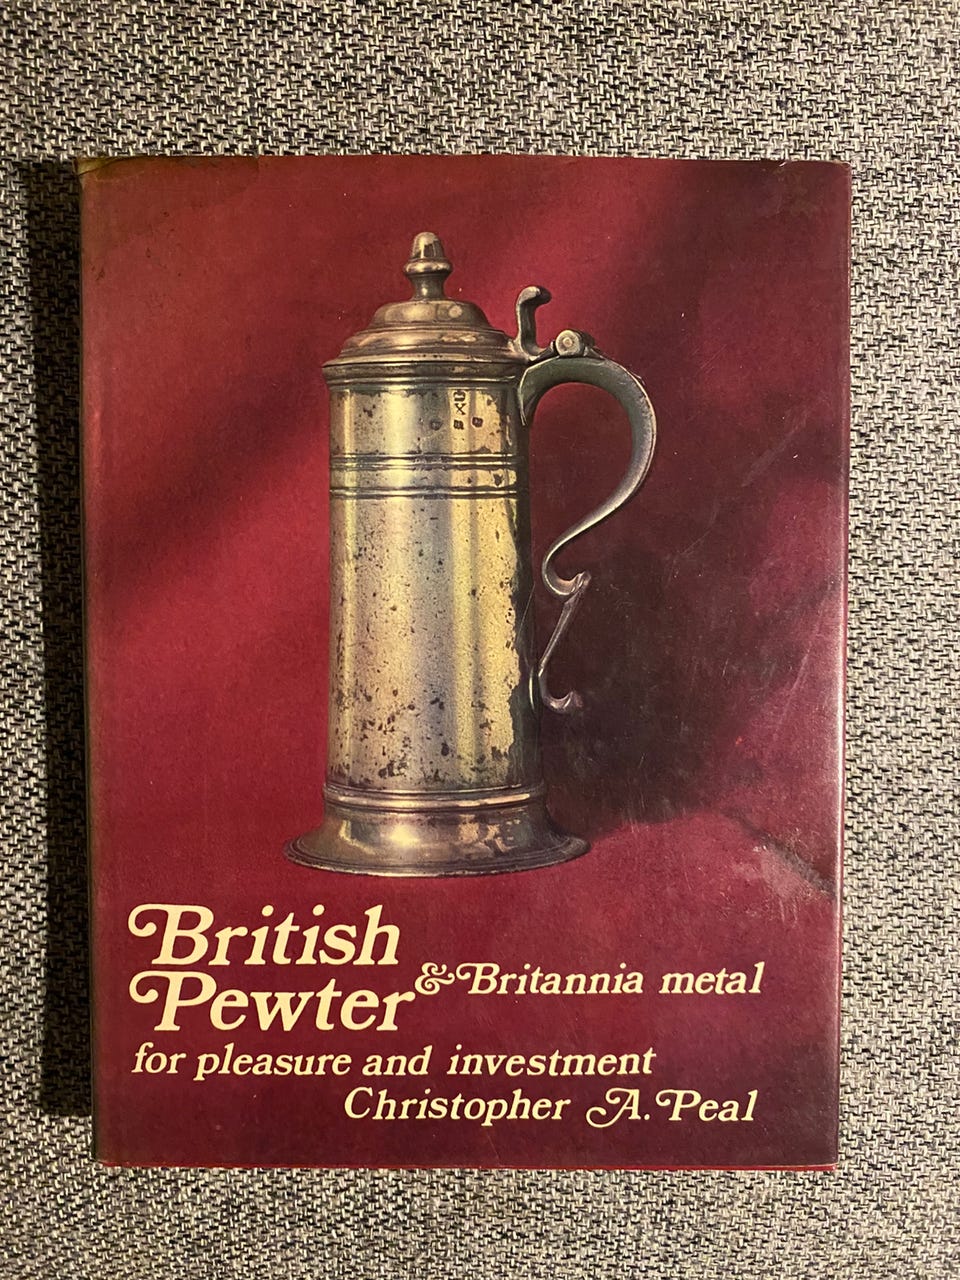 British
Pewter & Britannia metal
for pleasure and investment
Christopher A. Peal